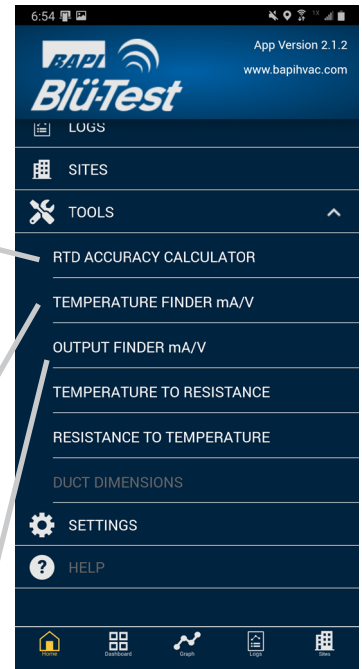 6:54
1X
BAPI
Blü-Test
App Version 2.1.2
www.bapihvac.com
LOGS
SITES
TOOLS
RTD ACCURACY CALCULATOR
TEMPERATURE FINDER mA/V
OUTPUT FINDER mA/V
TEMPERATURE TO RESISTANCE
RESISTANCE TO TEMPERATURE
DUCT DIMENSIONS
SETTINGS
? HELP
Home Dashboard Graph Logs Sites